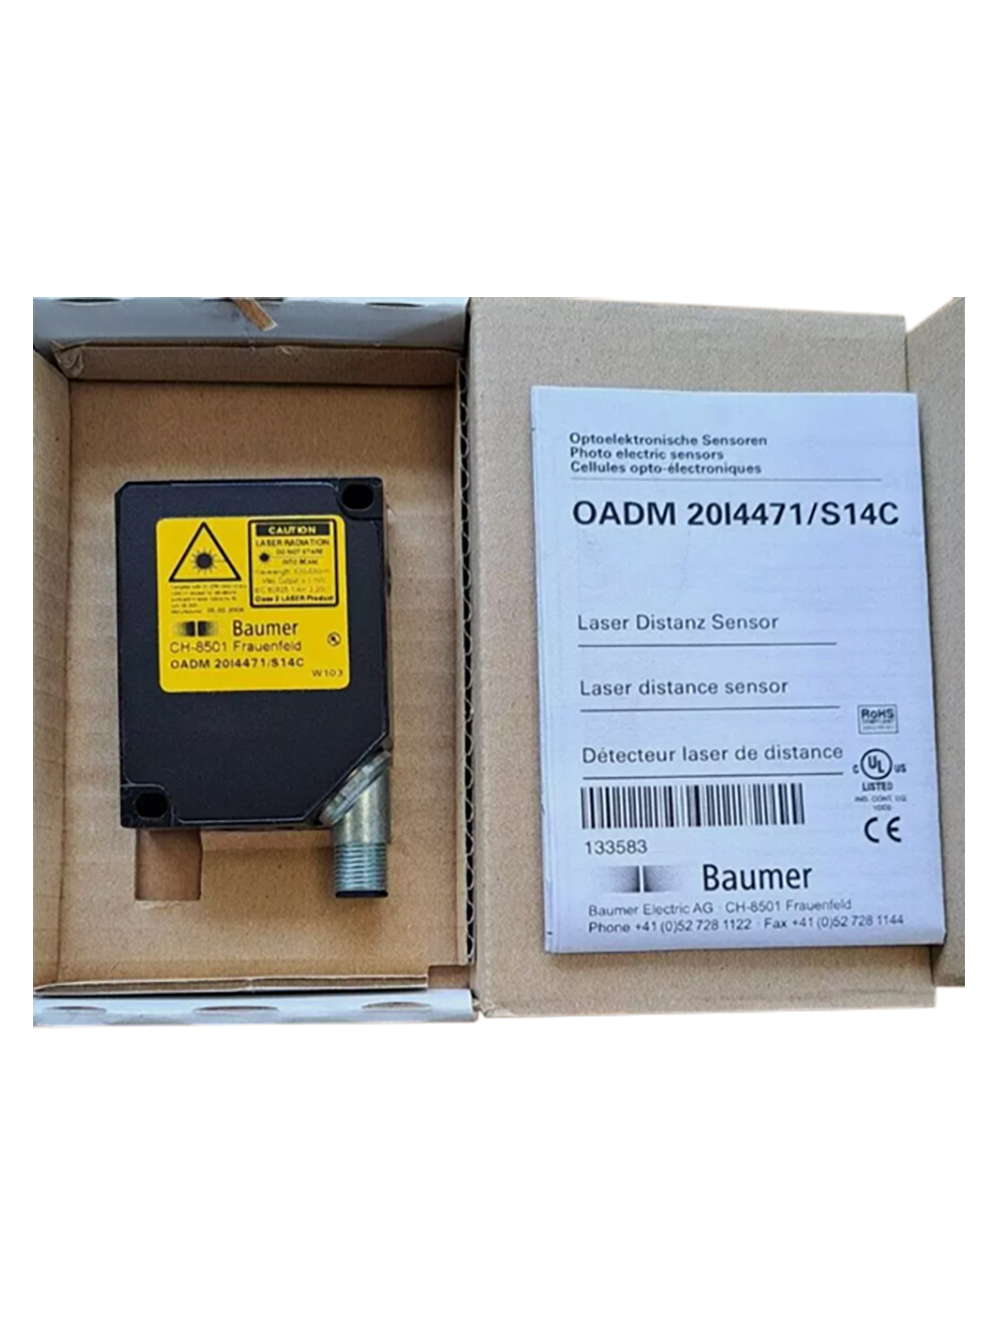 CAUTION
LASER RADIATION
DO NOT STARE
INTO BEAM
Class 2 LASER Product
Baumer
CH-8501 Frauenfeld
OADM 20I4471/S14C
W103
Optoelektronische Sensoren
Photo electric sensors
Cellules opto-électroniques
OADM 20I4471/S14C
Laser Distanz Sensor
Laser distance sensor
RoHS
Détecteur laser de distance
C UL US
LISTED
IND. CONT. EQ.
CE
133583
Baumer
Baumer Electric AG · CH-8501 Frauenfeld
Phone +41 (0)52 728 1122 · Fax +41 (0)52 728 1144